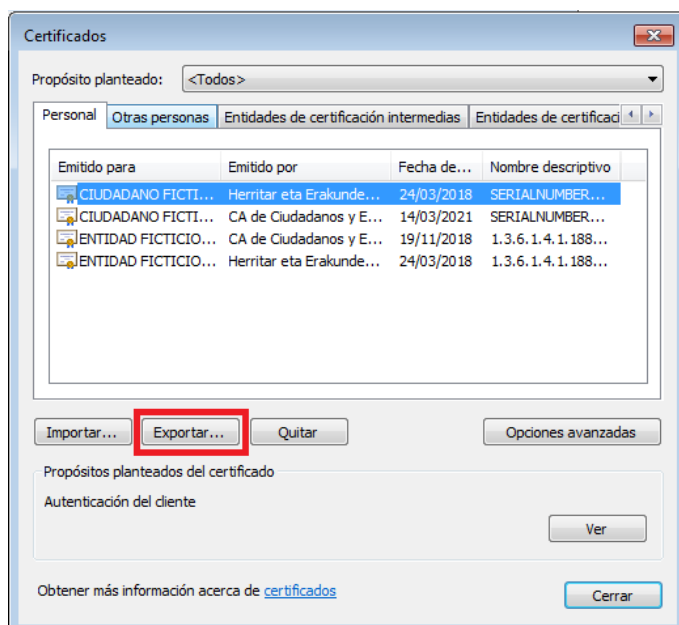 Certificados
Propósito planteado: <Todos>
Personal Otras personas Entidades de certificación intermedias Entidades de certificaci
Emitido para Emitido por Fecha de... Nombre descriptivo
CIUDADANO FICTI... Herritar eta Erakunde... 24/03/2018 SERIALNUMBER...
CIUDADANO FICTI... CA de Ciudadanos y E... 14/03/2021 SERIALNUMBER...
ENTIDAD FICTICIO... CA de Ciudadanos y E... 19/11/2018 1.3.6.1.4.1.188...
ENTIDAD FICTICIO... Herritar eta Erakunde... 24/03/2018 1.3.6.1.4.1.188...
Importar... Exportar... Quitar Opciones avanzadas
Propósitos planteados del certificado
Autenticación del cliente
Ver
Obtener más información acerca de certificados
Cerrar